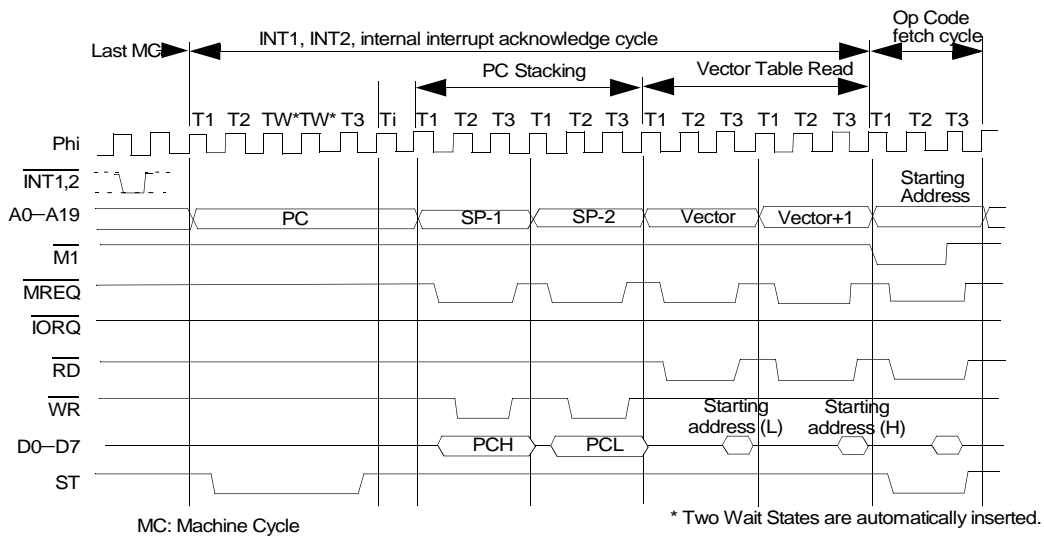 Op Code
fetch cycle
Last MC
INT1, INT2, internal interrupt acknowledge cycle
PC Stacking
Vector Table Read
T1 T2 TW*TW* T3 Ti T1 T2 T3 T1 T2 T3 T1 T2 T3 T1 T2 T3 T1 T2 T3
Phi
INT1,2
Starting
Address
A0—A19
PC
SP-1
SP-2
Vector
Vector+1
M1
MREQ
IORQ
RD
WR
Starting
address (L)
Starting
address (H)
D0—D7
PCH
PCL
ST
MC: Machine Cycle
* Two Wait States are automatically inserted.